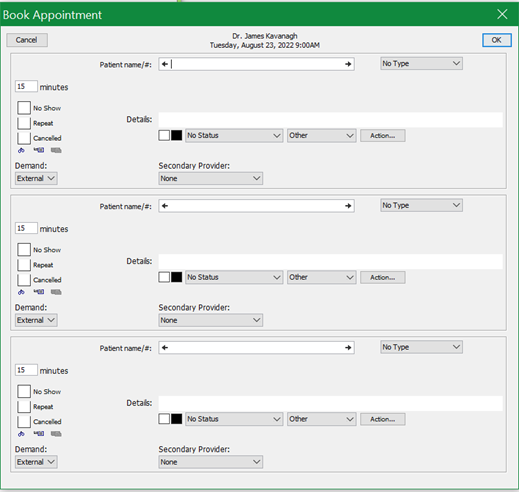 Book Appointment
Cancel
Dr. James Kavanagh
Tuesday, August 23, 2022 9:00AM
OK
Patient name/#:
No Type
15 minutes
No Show
Repeat
Cancelled
Details:
No Status
Other
Action...
Demand:
External
Secondary Provider:
None
Patient name/#:
No Type
15 minutes
No Show
Repeat
Cancelled
Details:
No Status
Other
Action...
Demand:
External
Secondary Provider:
None
Patient name/#:
No Type
15 minutes
No Show
Repeat
Cancelled
Details:
No Status
Other
Action...
Demand:
External
Secondary Provider:
None